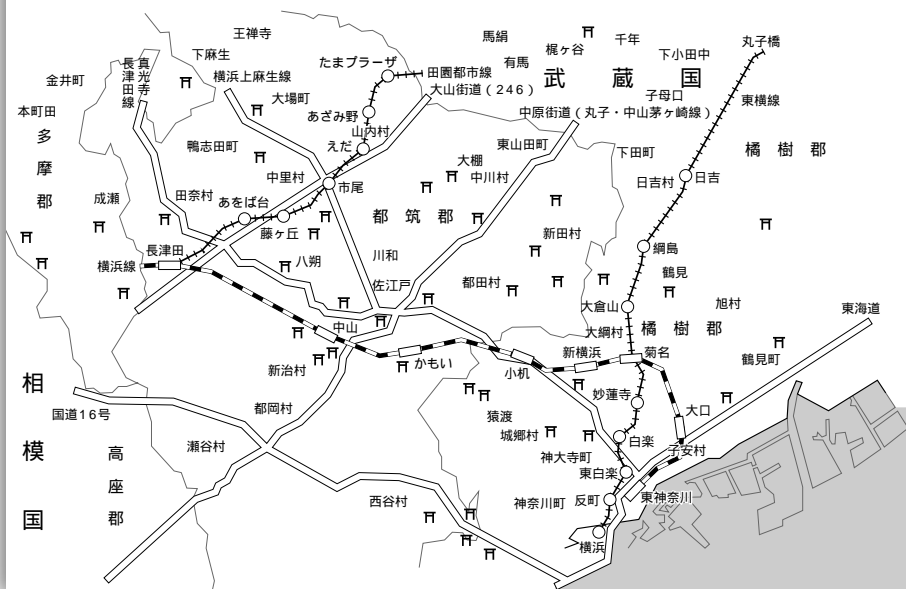 王禅寺
馬絹
梶ヶ谷
千年
下小田中
丸子橋
下麻生
たまプラーザ
有馬
武蔵国
金井町
真光寺
長津田線
横浜上麻生線
田園都市線
大山街道(246)
子母口
東横線
本町田
大場町
あざみ野
中原街道(丸子・中山茅ヶ崎線)
山内村
多摩郡
鴨志田町
えだ
東山田町
下田町
橘樹郡
大棚
中里村
中川村
日吉村
日吉
市尾
田奈村
成瀬
あをば台
都筑郡
藤ヶ丘
新田村
長津田
川和
綱島
横浜線
八朔
佐江戸
都田村
鶴見
大倉山
旭村
東海道
中山
大綱村
橘樹郡
新横浜
菊名
鶴見町
かもい
小机
新治村
相模国
国道16号
都岡村
妙蓮寺
大口
猿渡
城郷村
白楽
瀬谷村
高座郡
神大寺町
子安村
東白楽
西谷村
神奈川町
反町
東神奈川
横浜